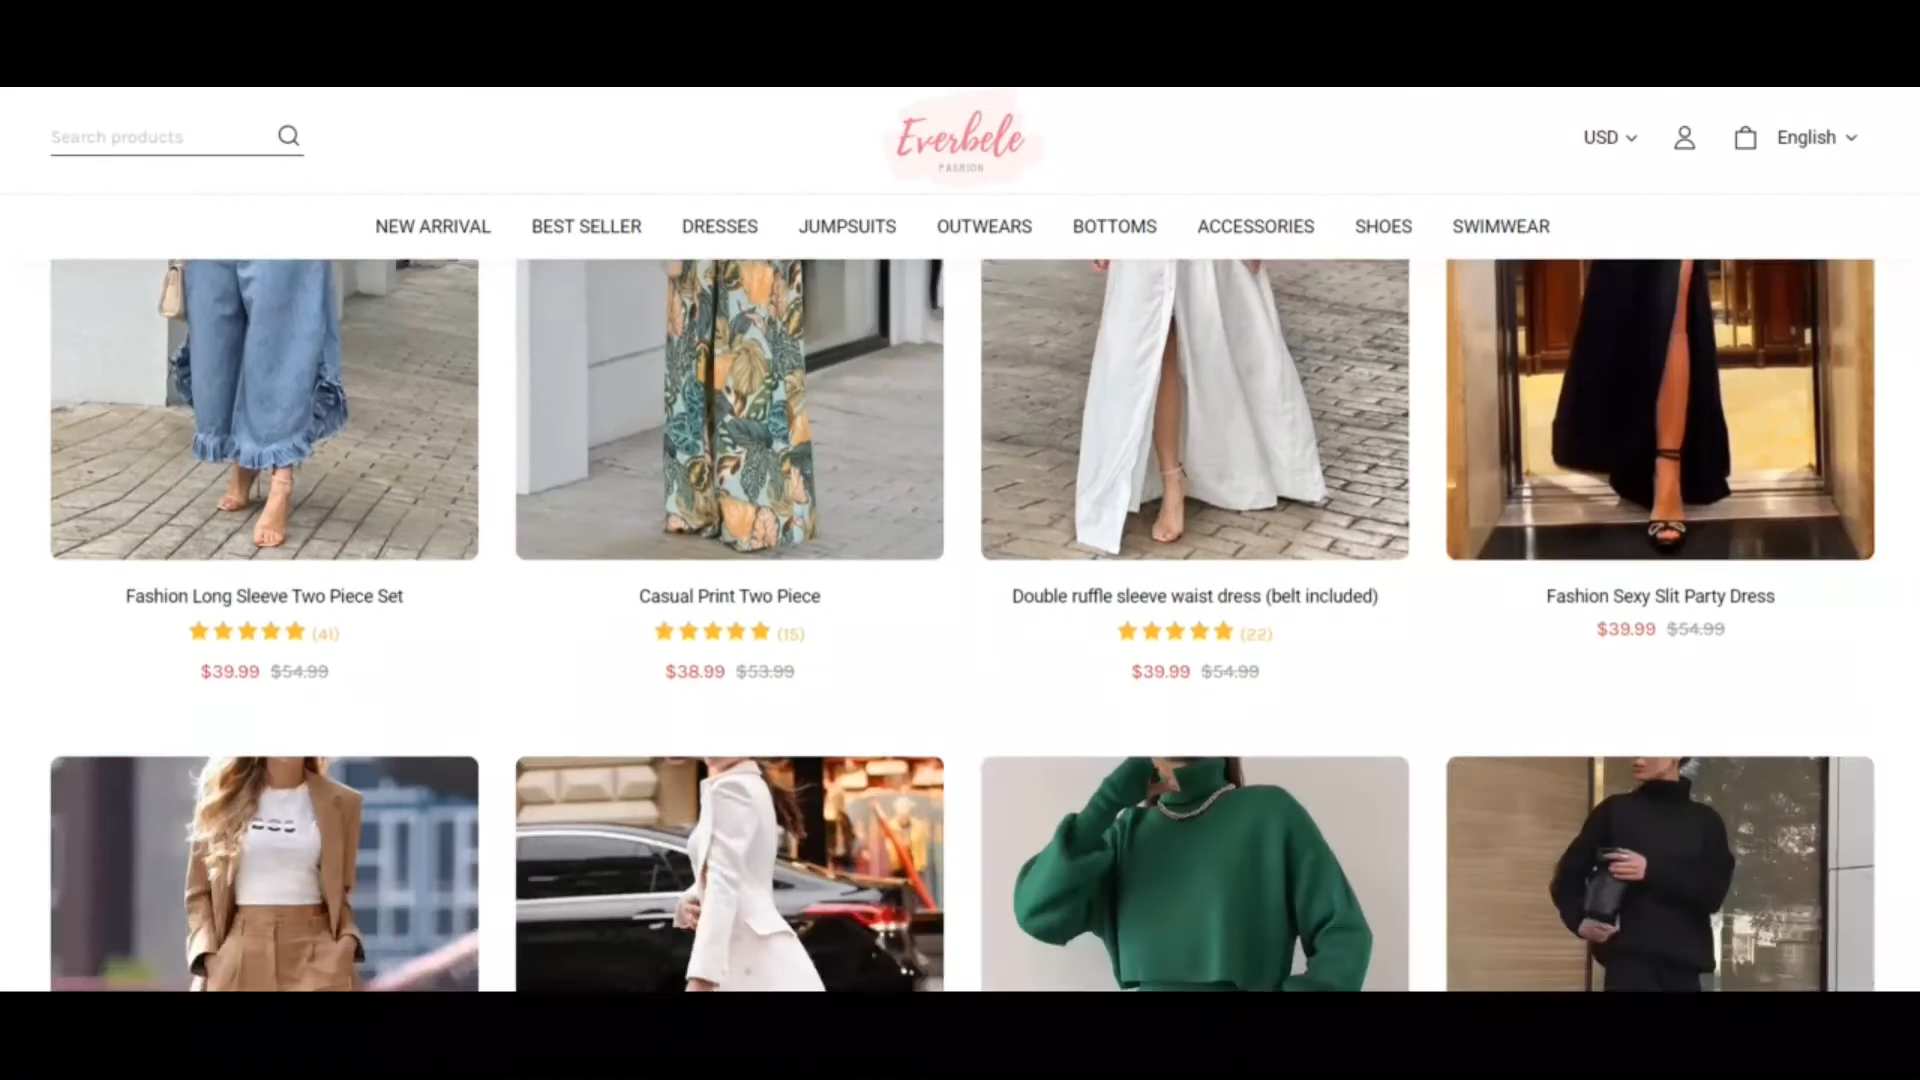 Search products
Everbele
FASHION
USD
English
NEW ARRIVAL BEST SELLER DRESSES JUMPSUITS OUTWEARS BOTTOMS ACCESSORIES SHOES SWIMWEAR
Fashion Long Sleeve Two Piece Set
(41)
$39.99 $54.99
Casual Print Two Piece
(15)
$38.99 $53.99
Double ruffle sleeve waist dress (belt included)
(22)
$39.99 $54.99
Fashion Sexy Slit Party Dress
$39.99 $54.99